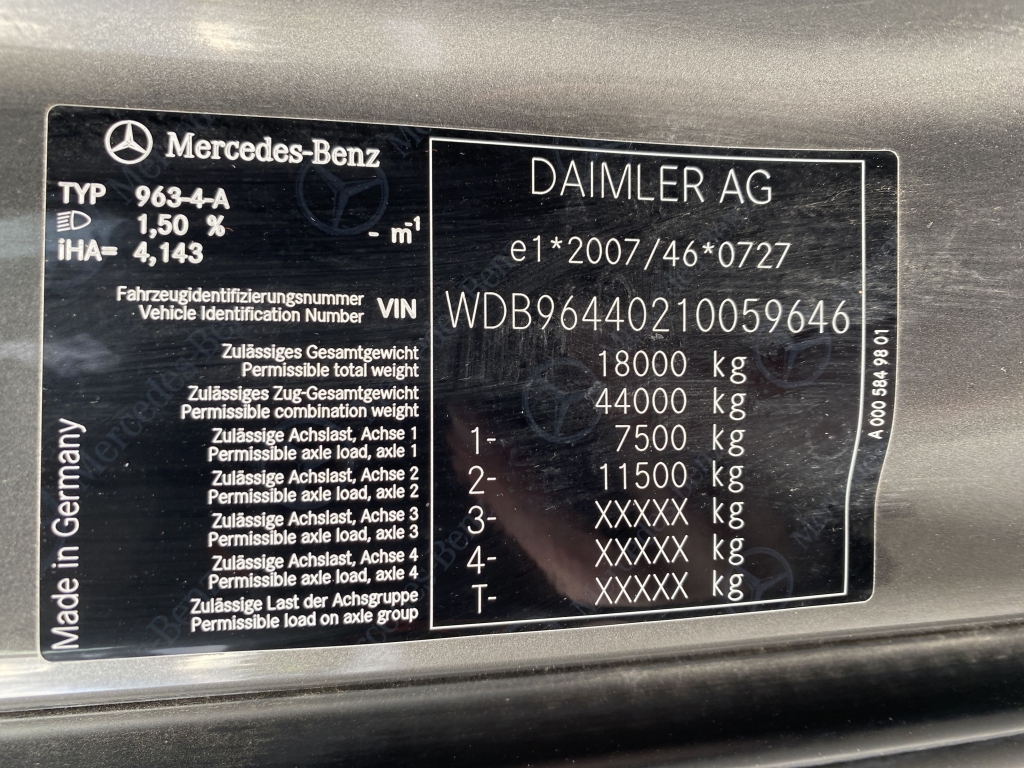 Mercedes-Benz
TYP 963-4-A
1,50 % - m-1
iHA= 4,143
DAIMLER AG
e1*2007/46*0727
Fahrzeugidentifizierungsnummer
Vehicle Identification Number VIN WDB96440210059646
Zulässiges Gesamtgewicht
Permissible total weight 18000 kg
Zulässiges Zug-Gesamtgewicht
Permissible combination weight 44000 kg
Zulässige Achslast, Achse 1
Permissible axle load, axle 1 1- 7500 kg
Zulässige Achslast, Achse 2
Permissible axle load, axle 2 2- 11500 kg
Zulässige Achslast, Achse 3
Permissible axle load, axle 3 3- XXXXX kg
Zulässige Achslast, Achse 4
Permissible axle load, axle 4 4- XXXXX kg
Zulässige Last der Achsgruppe
Permissible load on axle group T- XXXXX kg
Made in Germany
A 000 584 98 01